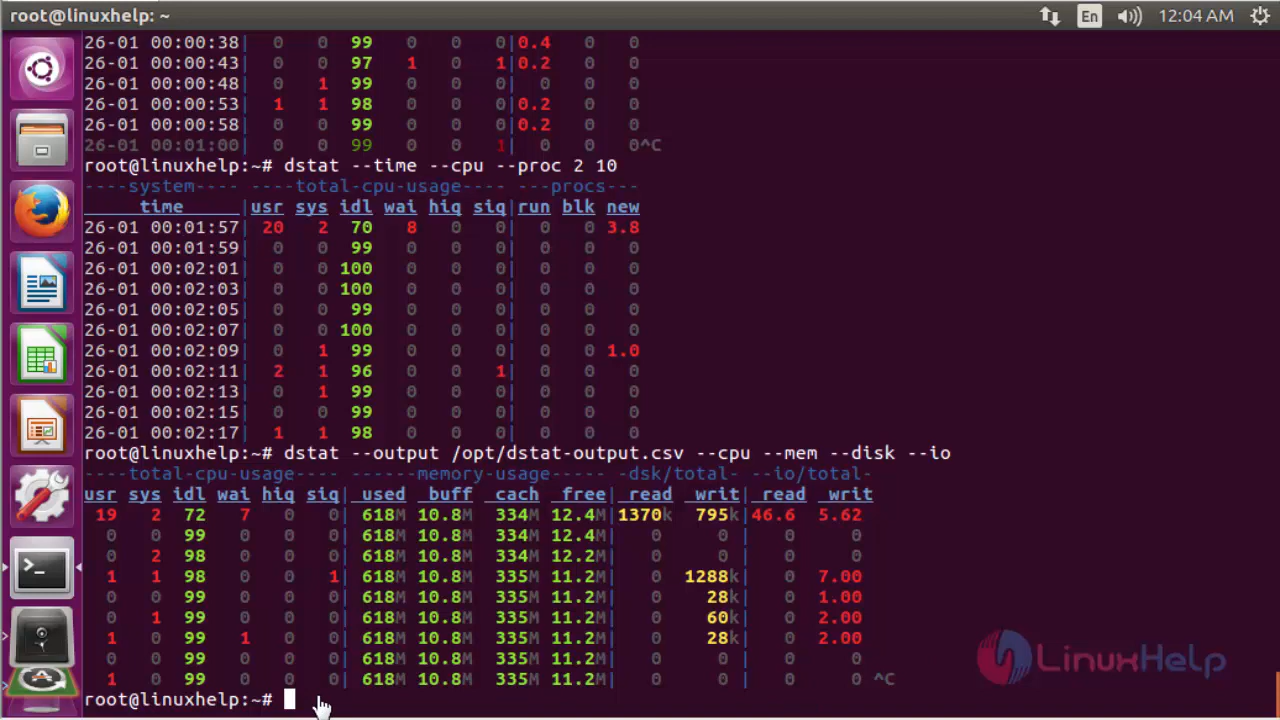 root@linuxhelp: ~ En 12:04 AM
26-01 00:00:38| 0 0 99 0 0 0|0.4 0 0
26-01 00:00:43| 0 0 97 1 0 1|0.2 0 0
26-01 00:00:48| 0 1 99 0 0 0| 0 0 0
26-01 00:00:53| 1 1 98 0 0 0|0.2 0 0
26-01 00:00:58| 0 0 99 0 0 0|0.2 0 0
26-01 00:01:00| 0 0 99 0 0 1| 0 0 0^C
root@linuxhelp:~# dstat --time --cpu --proc 2 10
----system---- ----total-cpu-usage---- ---procs---
time |usr sys idl wai hiq siq|run blk new
26-01 00:01:57| 20 2 70 8 0 0| 0 0 3.8
26-01 00:01:59| 0 0 99 0 0 0| 0 0 0
26-01 00:02:01| 0 0 100 0 0 0| 0 0 0
26-01 00:02:03| 0 0 100 0 0 0| 0 0 0
26-01 00:02:05| 0 0 99 0 0 0| 0 0 0
26-01 00:02:07| 0 0 100 0 0 0| 0 0 0
26-01 00:02:09| 0 1 99 0 0 0| 0 0 1.0
26-01 00:02:11| 2 1 96 0 0 1| 0 0 0
26-01 00:02:13| 0 1 99 0 0 0| 0 0 0
26-01 00:02:15| 0 0 99 0 0 0| 0 0 0
26-01 00:02:17| 1 1 98 0 0 0| 0 0 0
root@linuxhelp:~# dstat --output /opt/dstat-output.csv --cpu --mem --disk --io
----total-cpu-usage---- ------memory-usage----- -dsk/total- --io/total-
usr sys idl wai hiq siq| used buff cach free| read writ| read writ
19 2 72 7 0 0| 618M 10.8M 334M 12.4M|1370k 795k|46.6 5.62
0 0 99 0 0 0| 618M 10.8M 334M 12.4M| 0 0 | 0 0
0 2 98 0 0 0| 618M 10.8M 334M 12.2M| 0 0 | 0 0
1 1 98 0 0 1| 618M 10.8M 335M 11.2M| 0 1288k| 0 7.00
0 0 99 0 0 0| 618M 10.8M 335M 11.2M| 0 28k| 0 1.00
0 1 99 0 0 0| 618M 10.8M 335M 11.2M| 0 60k| 0 2.00
1 0 99 1 0 0| 618M 10.8M 335M 11.2M| 0 28k| 0 2.00
0 0 99 0 0 0| 618M 10.8M 335M 11.2M| 0 0 | 0 0
1 0 99 0 0 0| 618M 10.8M 335M 11.2M| 0 0 | 0 0 ^C
root@linuxhelp:~#
LinuxHelp